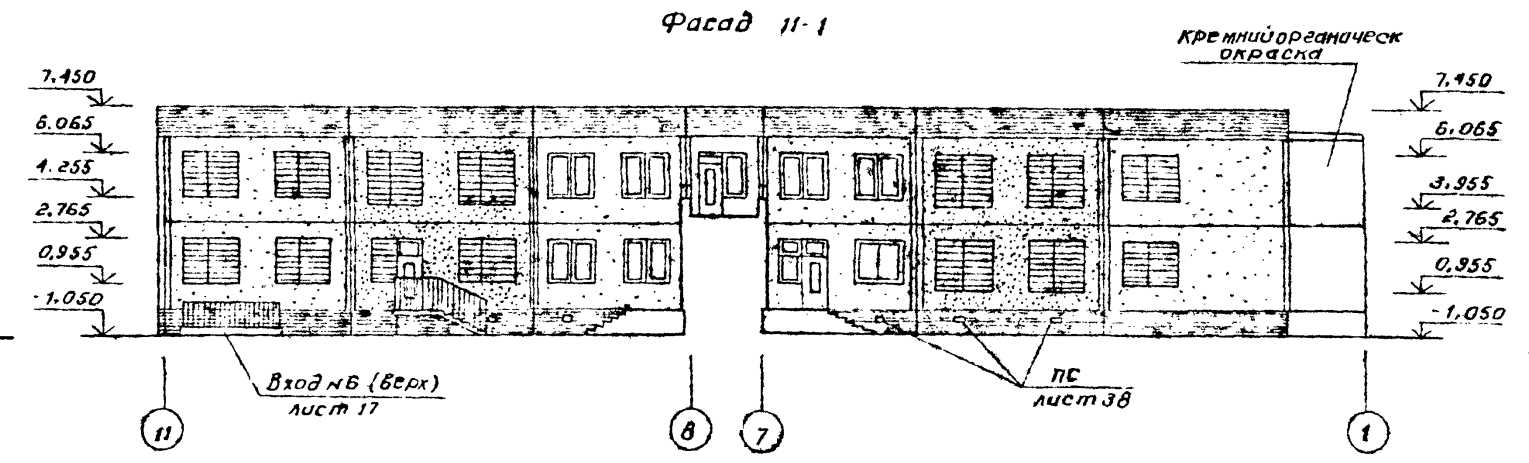 Фасад 11-1
кремнийорганическ
окраска
7.450
6.065
4.255
2.765
0.955
-1.050
7.450
6.065
3.955
2.765
0.955
-1.050
Вход №6 (верх)
лист 17
ПС
лист 38
11
8
7
1